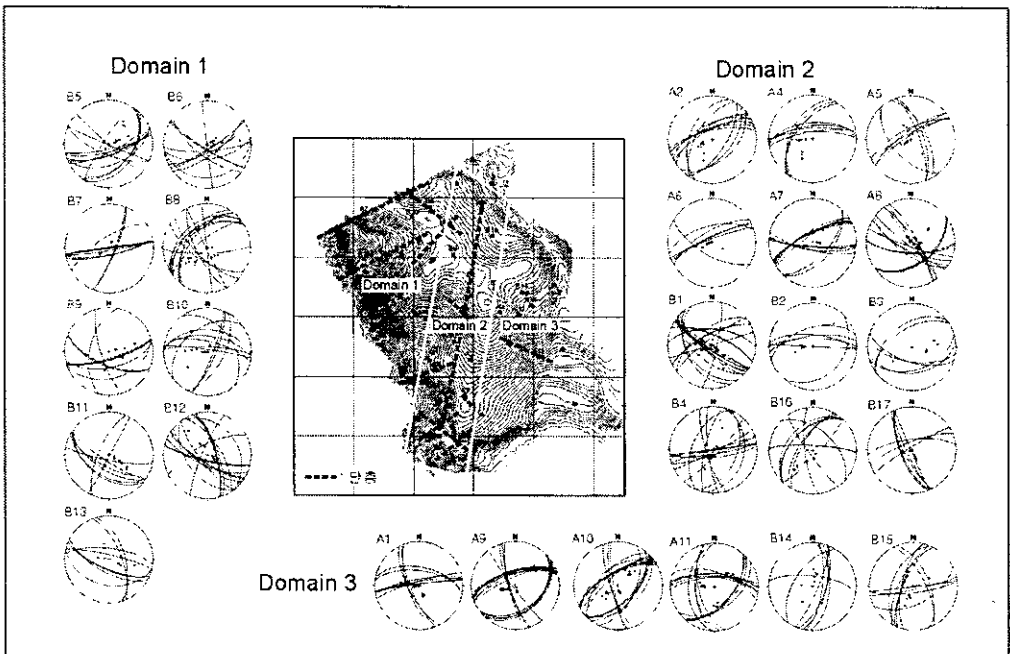 Domain 1
B5 N
B6 N
B7 N
B8 N
B9 N
B10 N
B11 N
B12 N
B13 N
Domain 1
Domain 2
Domain 3
단층
Domain 2
A2 N
A4 N
A5 N
A6 N
A7 N
A8 N
B1 N
B2 N
B3 N
B4 N
B16 N
B17 N
Domain 3
A1 N
A9 N
A10 N
A11 N
B14 N
B15 N